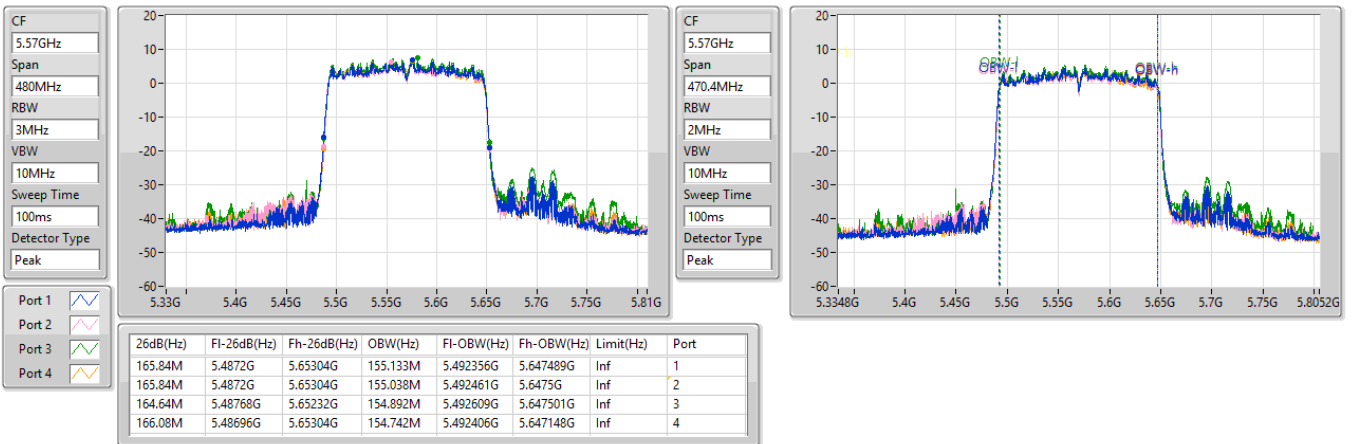 CF
5.57GHz
Span
480MHz
RBW
3MHz
VBW
10MHz
Sweep Time
100ms
Detector Type
Peak
20-
10-
0-
-10-
-20-
-30-
-40-
-50-
-60-
5.33G 5.4G 5.45G 5.5G 5.55G 5.6G 5.65G 5.7G 5.75G 5.81G
CF
5.57GHz
Span
470.4MHz
RBW
2MHz
VBW
10MHz
Sweep Time
100ms
Detector Type
Peak
20-
10-
0-
-10-
-20-
-30-
-40-
-50-
-60-
OBW-l OBW-h
5.3348G 5.4G 5.45G 5.5G 5.55G 5.6G 5.65G 5.7G 5.75G 5.8052G
Port 1
Port 2
Port 3
Port 4
26dB(Hz) Fl-26dB(Hz) Fh-26dB(Hz) OBW(Hz) Fl-OBW(Hz) Fh-OBW(Hz) Limit(Hz) Port
165.84M 5.4872G 5.65304G 155.133M 5.492356G 5.647489G Inf 1
165.84M 5.4872G 5.65304G 155.038M 5.492461G 5.6475G Inf 2
164.64M 5.48768G 5.65232G 154.892M 5.492609G 5.647501G Inf 3
166.08M 5.48696G 5.65304G 154.742M 5.492406G 5.647148G Inf 4